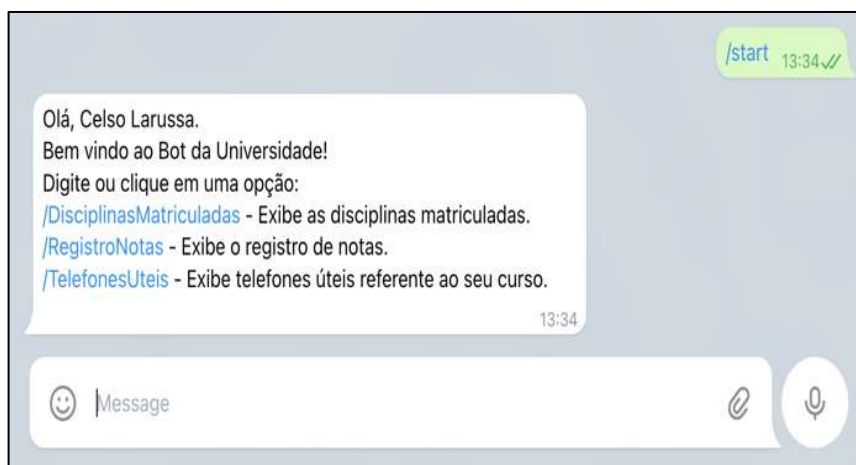 /start 13:34
Olá, Celso Larussa.
Bem vindo ao Bot da Universidade!
Digite ou clique em uma opção:
/DisciplinasMatriculadas - Exibe as disciplinas matriculadas.
/RegistroNotas - Exibe o registro de notas.
/TelefonesUteis - Exibe telefones úteis referente ao seu curso.
13:34
Message